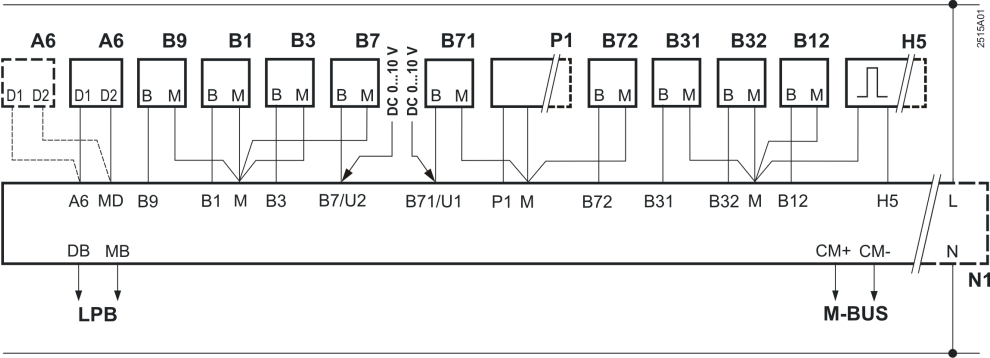 2515A01
A6 A6 B9 B1 B3 B7 DC 0...10 V DC 0...10 V B71 P1 B72 B31 B32 B12 H5
D1 D2 D1 D2 B M B M B M B M B M B M B M B M B M
A6 MD B9 B1 M B3 B7/U2 B71/U1 P1 M B72 B31 B32 M B12 H5 L
DB MB CM+ CM- N
N1
LPB M-BUS